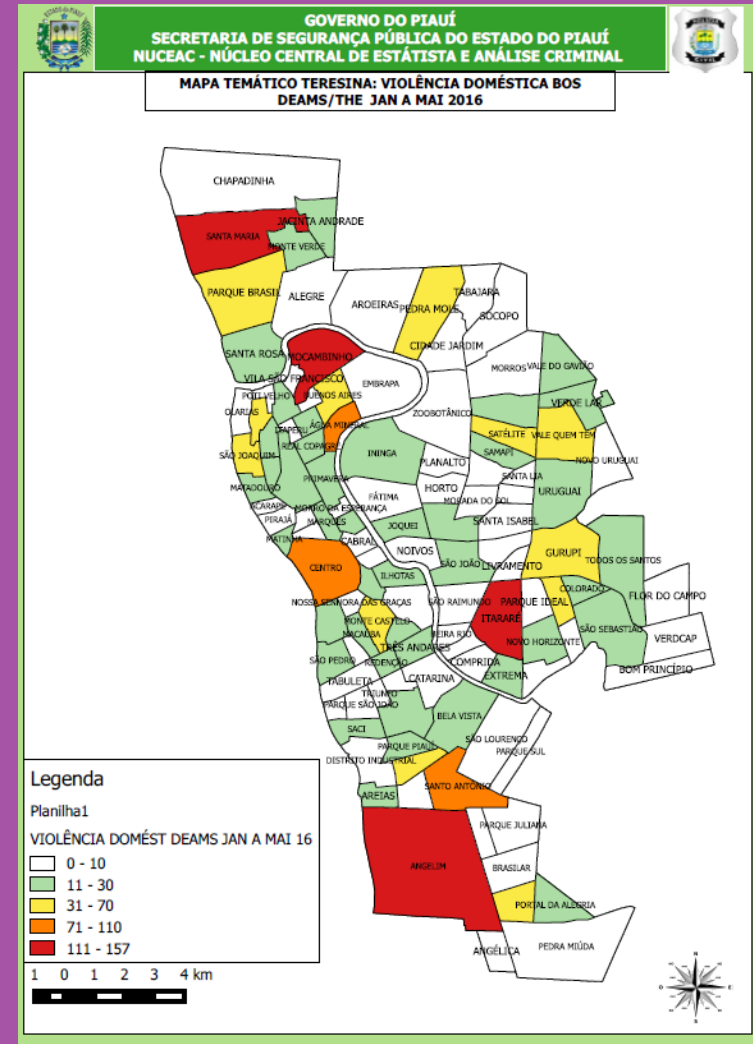 GOVERNO DO PIAUÍ
SECRETARIA DE SEGURANÇA PÚBLICA DO ESTADO DO PIAUÍ
NUCEAC - NÚCLEO CENTRAL DE ESTÁTISTA E ANÁLISE CRIMINAL
MAPA TEMÁTICO TERESINA: VIOLÊNCIA DOMÉSTICA BOS
DEAMS/THE JAN A MAI 2016
CHAPADINHA
JACINTA ANDRADE
SANTA MARIA
MONTE VERDE
PARQUE BRASIL
ALEGRE
AROEIRAS
PEDRA MOLE
TABAJARA
SOCOPO
CIDADE JARDIM
SANTA ROSA
MOCAMBINHO
VILA SÃO FRANCISCO
EMBRAPA
MORROS
VALE DO GAVIÃO
POTI VELHO
BUENOS AIRES
OLARIAS
ZOOBOTÂNICO
VERDE LAR
ITAPERU
ÁGUA MINERAL
REAL COPAGRE
SATÉLITE
VALE QUEM TEM
SÃO JOAQUIM
ININGA
SAMAPI
PLANALTO
NOVO URUGUAI
MATADOURO
PRIMAVERA
SANTA LIA
HORTO
URUGUAI
FÁTIMA
MORADA DO SOL
ACARAPE
MORRO DA ESPERANÇA
PIRAJÁ
MARQUÊS
JOQUEI
SANTA ISABEL
MATINHA
CABRAL
NOIVOS
GURUPI
TODOS OS SANTOS
CENTRO
ILHOTAS
SÃO JOÃO
LIVRAMENTO
COLORADO
FLOR DO CAMPO
NOSSA SENHORA DAS GRAÇAS
SÃO RAIMUNDO
PARQUE IDEAL
ITARARÉ
MONTE CASTELO
MACAÚBA
BEIRA RIO
SÃO SEBASTIÃO
VERDCAP
TRÊS ANDARES
NOVO HORIZONTE
SÃO PEDRO
REDENÇÃO
COMPRIDA
EXTREMA
BOM PRINCÍPIO
TABULETA
CATARINA
TRIUNFO
PARQUE SÃO JOÃO
BELA VISTA
SACI
SÃO LOURENÇO
PARQUE PIAUÍ
PARQUE SUL
DISTRITO INDUSTRIAL
SANTO ANTÔNIO
AREIAS
PARQUE JULIANA
ANGELIM
BRASILAR
PORTAL DA ALEGRIA
ANGÉLICA
PEDRA MIÚDA
Legenda
Planilha1
VIOLÊNCIA DOMÉST DEAMS JAN A MAI 16
0 - 10
11 - 30
31 - 70
71 - 110
111 - 157
1 0 1 2 3 4 km